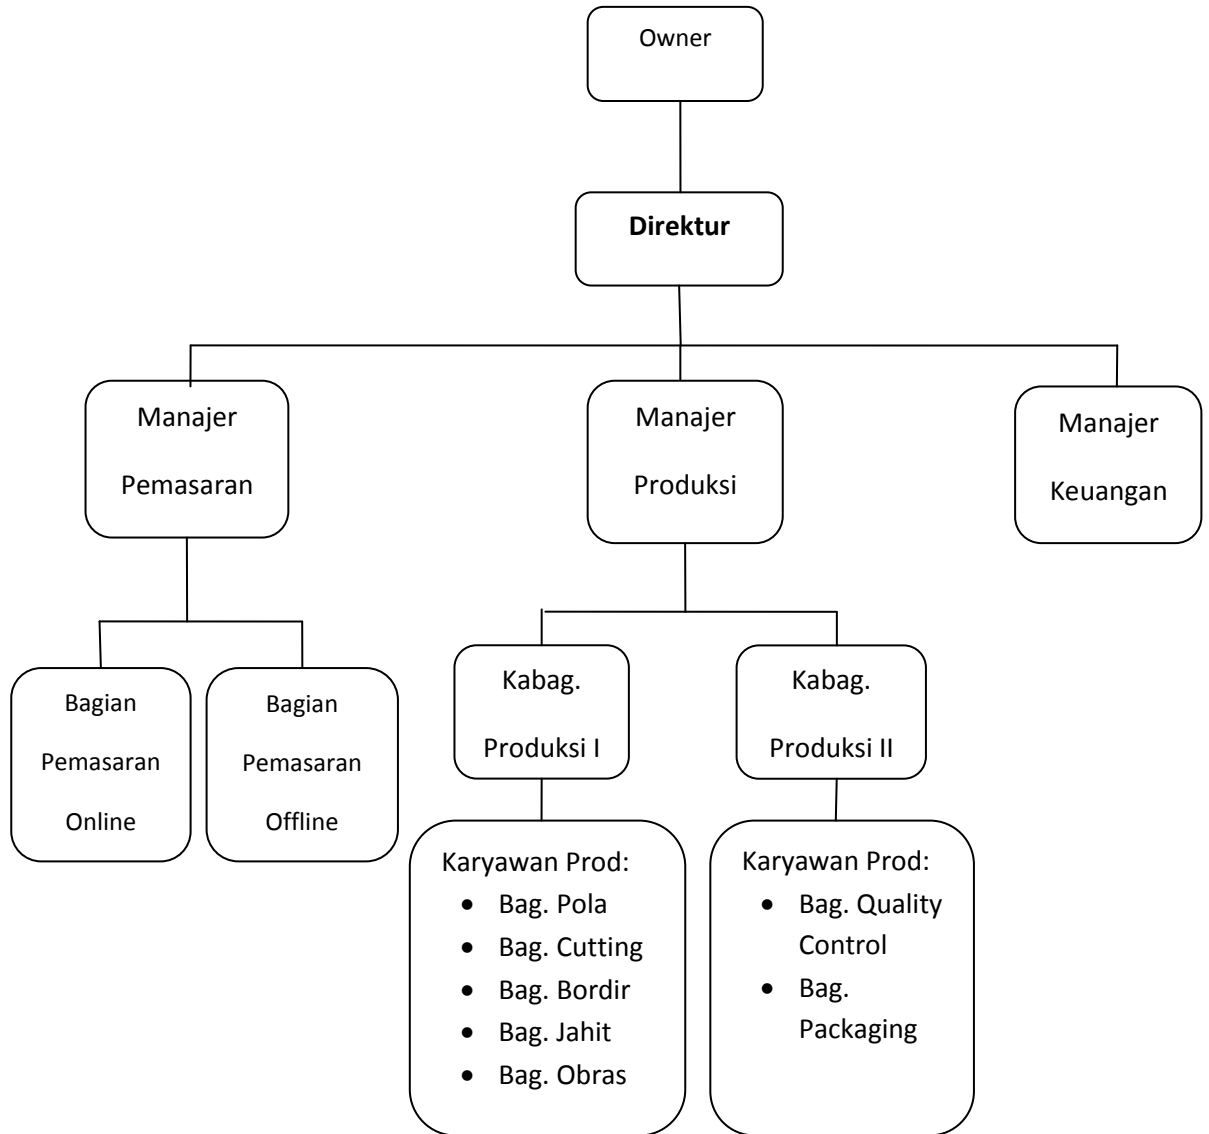 Owner
Direktur
Manajer
Pemasaran
Manajer
Produksi
Manajer
Keuangan
Bagian
Pemasaran
Online
Bagian
Pemasaran
Offline
Kabag.
Produksi I
Kabag.
Produksi II
Karyawan Prod:
• Bag. Pola
• Bag. Cutting
• Bag. Bordir
• Bag. Jahit
• Bag. Obras
Karyawan Prod:
• Bag. Quality
Control
• Bag.
Packaging